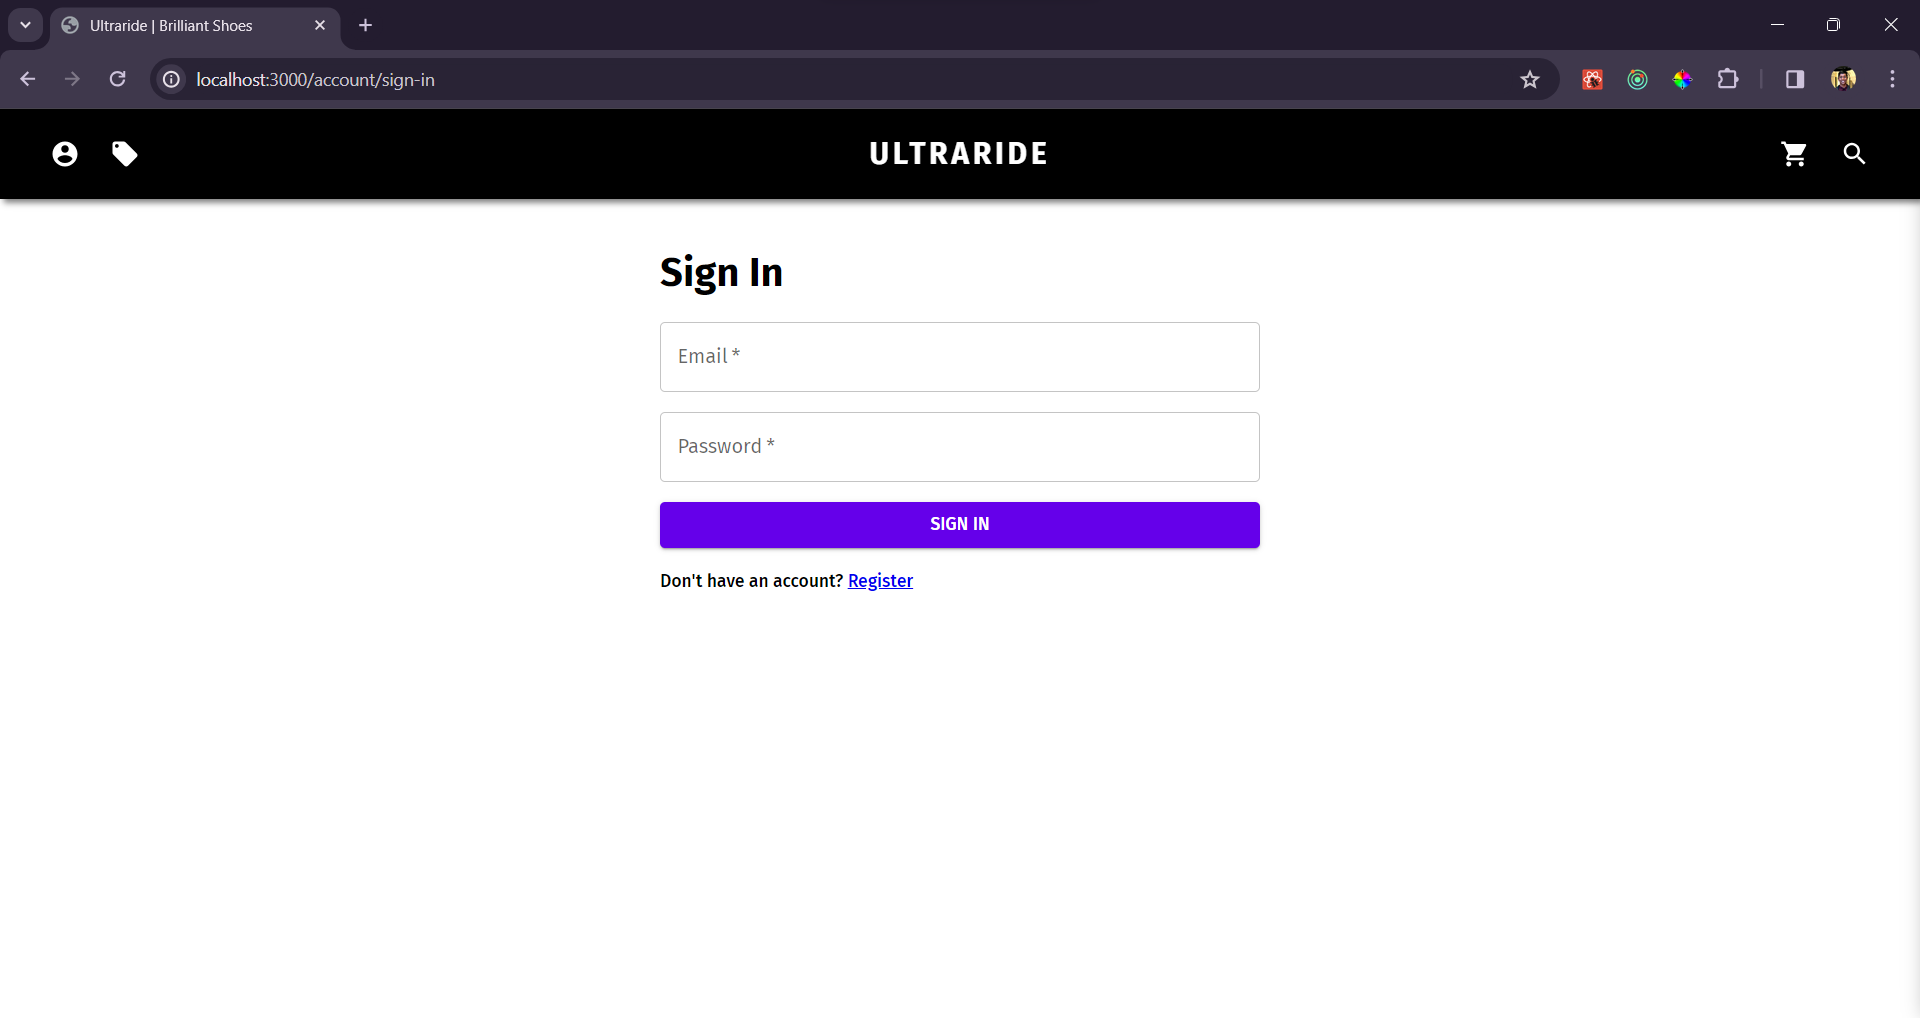 Ultraride | Brilliant Shoes
localhost:3000/account/sign-in
ULTRARIDE
Sign In
Email *
Password *
SIGN IN
Don't have an account? Register